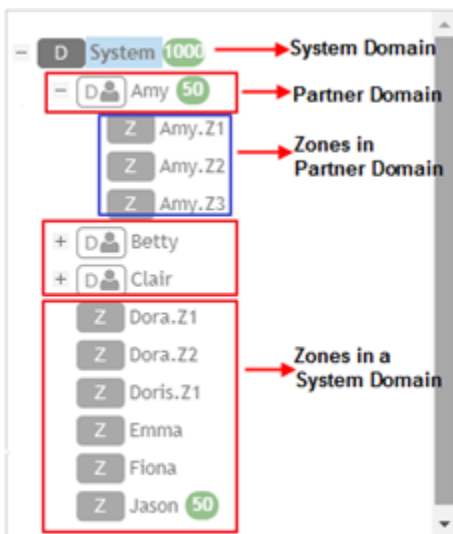 − D System 1000 System Domain
− D Amy 50 Partner Domain
Z Amy.Z1
Zones in
Z Amy.Z2
Partner Domain
Z Amy.Z3
+ D Betty
+ D Clair
Z Dora.Z1
Z Dora.Z2
Zones in a
System Domain
Z Doris.Z1
Z Emma
Z Fiona
Z Jason 50